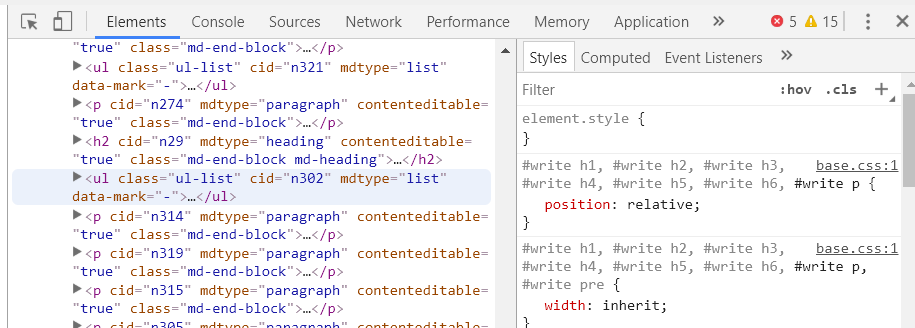 Elements Console Sources Network Performance Memory Application » 5 15
"true" class="md-end-block">…</p>
<ul class="ul-list" cid="n321" mdtype="list"
data-mark="-">…</ul>
<p cid="n274" mdtype="paragraph" contenteditable=
"true" class="md-end-block">…</p>
<h2 cid="n29" mdtype="heading" contenteditable=
"true" class="md-end-block md-heading">…</h2>
<ul class="ul-list" cid="n302" mdtype="list"
data-mark="-">…</ul>
<p cid="n314" mdtype="paragraph" contenteditable=
"true" class="md-end-block">…</p>
<p cid="n319" mdtype="paragraph" contenteditable=
"true" class="md-end-block">…</p>
<p cid="n315" mdtype="paragraph" contenteditable=
"true" class="md-end-block">…</p>
<p cid="n305" mdtype="paragraph" contenteditable=
Styles Computed Event Listeners »
Filter :hov .cls +
element.style {
}
#write h1, #write h2, #write h3, base.css:1
#write h4, #write h5, #write h6, #write p {
position: relative;
}
#write h1, #write h2, #write h3, base.css:1
#write h4, #write h5, #write h6, #write p,
#write pre {
width: inherit;
}